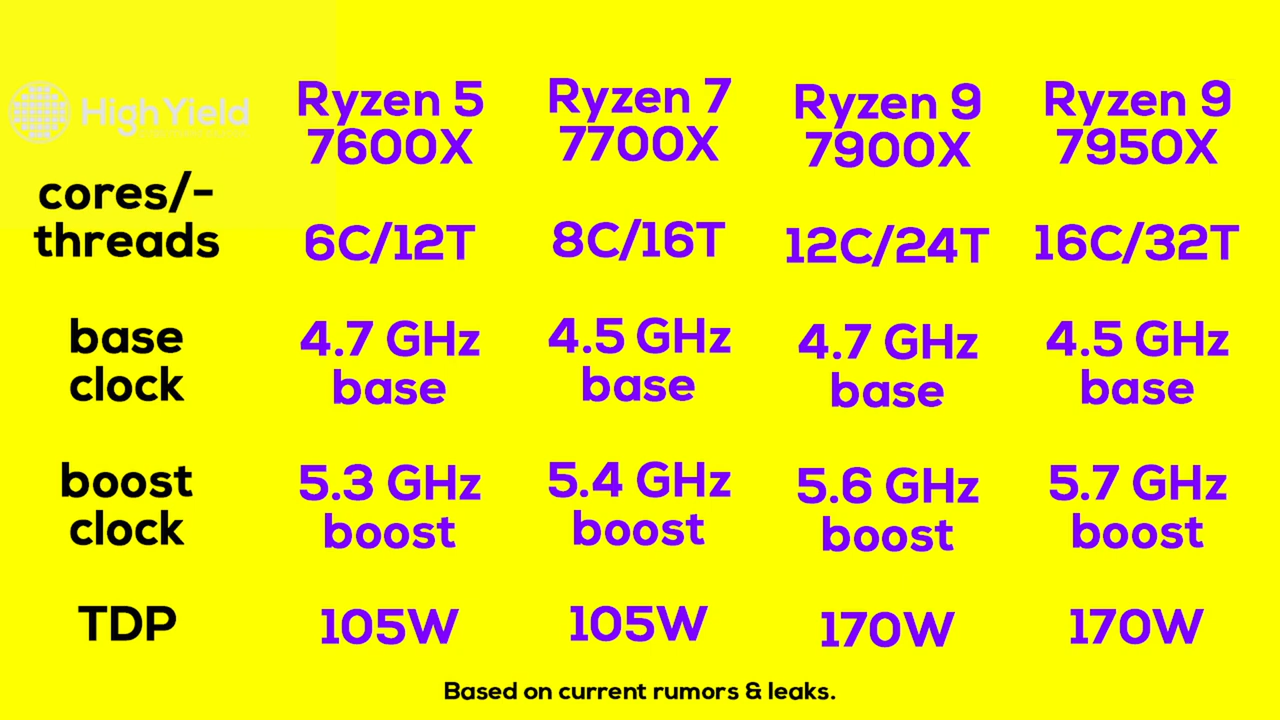 HighYield
Ryzen 5 Ryzen 7 Ryzen 9 Ryzen 9
7600X 7700X 7900X 7950X
cores/-
threads 6C/12T 8C/16T 12C/24T 16C/32T
base 4.7 GHz 4.5 GHz 4.7 GHz 4.5 GHz
clock base base base base
boost 5.3 GHz 5.4 GHz 5.6 GHz 5.7 GHz
clock boost boost boost boost
TDP 105W 105W 170W 170W
Based on current rumors & leaks.